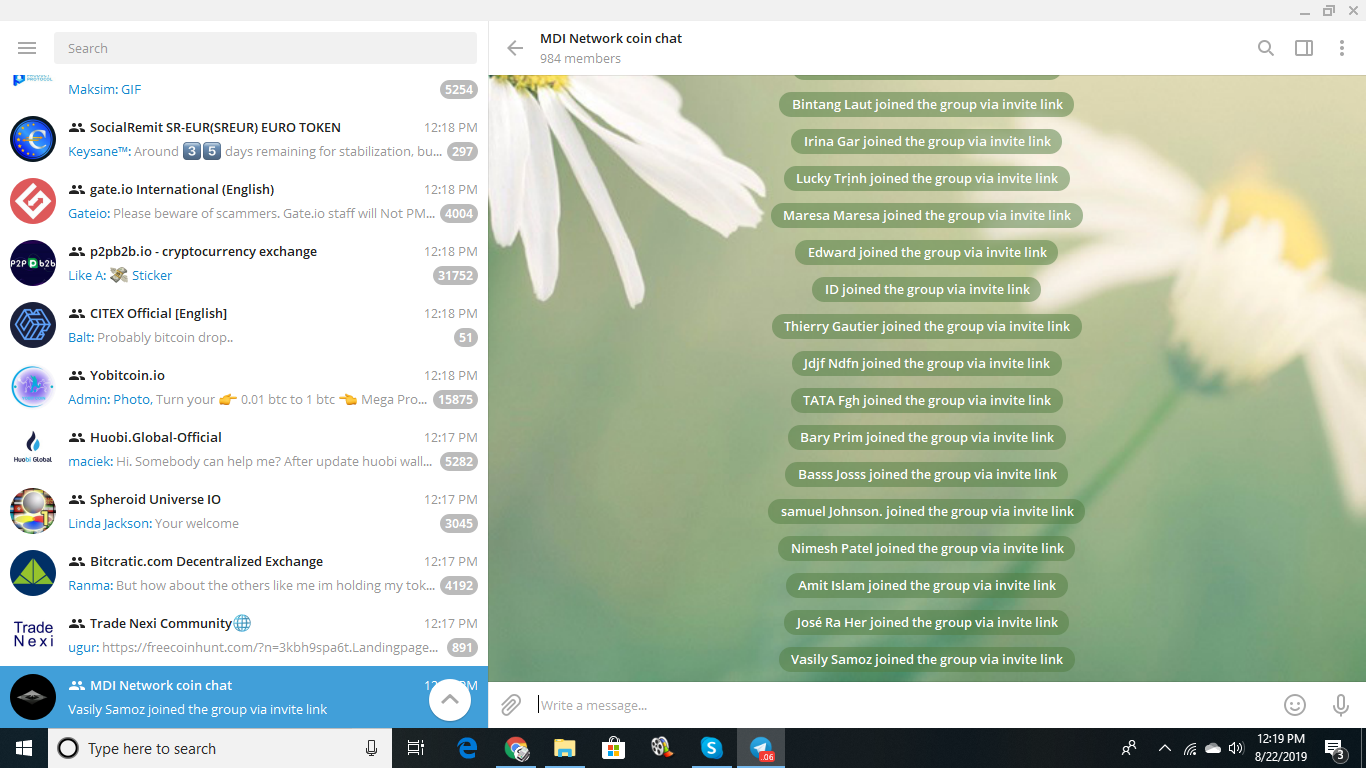 Search
Maksim: GIF
5254
SocialRemit SR-EUR(SREUR) EURO TOKEN
12:18 PM
Keysane™: Around 3 5 days remaining for stabilization, bu...
297
gate.io International (English)
12:18 PM
Gateio: Please beware of scammers. Gate.io staff will Not PM...
4004
P2P b2b
p2pb2b.io - cryptocurrency exchange
12:18 PM
Like A: 💸 Sticker
31752
CITEX Official [English]
12:18 PM
Balt: Probably bitcoin drop..
51
Yobitcoin.io
12:18 PM
Admin: Photo, Turn your 👉 0.01 btc to 1 btc 👈 Mega Pro...
15875
Huobi Global
Huobi.Global-Official
12:17 PM
maciek: Hi. Somebody can help me? After update huobi wall...
5282
Spheroid Universe IO
12:17 PM
Linda Jackson: Your welcome
3045
Bitcratic.com Decentralized Exchange
12:17 PM
Ranma: But how about the others like me im holding my tok...
4192
Trade
Nexi
Trade Nexi Community🌐
12:17 PM
ugur: https://freecoinhunt.com/?n=3kbh9spa6t.Landingpage...
891
MDI Network coin chat
Vasily Samoz joined the group via invite link
MDI Network coin chat
984 members
Bintang Laut joined the group via invite link
Irina Gar joined the group via invite link
Lucky Trịnh joined the group via invite link
Maresa Maresa joined the group via invite link
Edward joined the group via invite link
ID joined the group via invite link
Thierry Gautier joined the group via invite link
Jdjf Ndfn joined the group via invite link
TATA Fgh joined the group via invite link
Bary Prim joined the group via invite link
Basss Josss joined the group via invite link
samuel Johnson. joined the group via invite link
Nimesh Patel joined the group via invite link
Amit Islam joined the group via invite link
José Ra Her joined the group via invite link
Vasily Samoz joined the group via invite link
Write a message...
Type here to search
.06
12:19 PM
8/22/2019
3